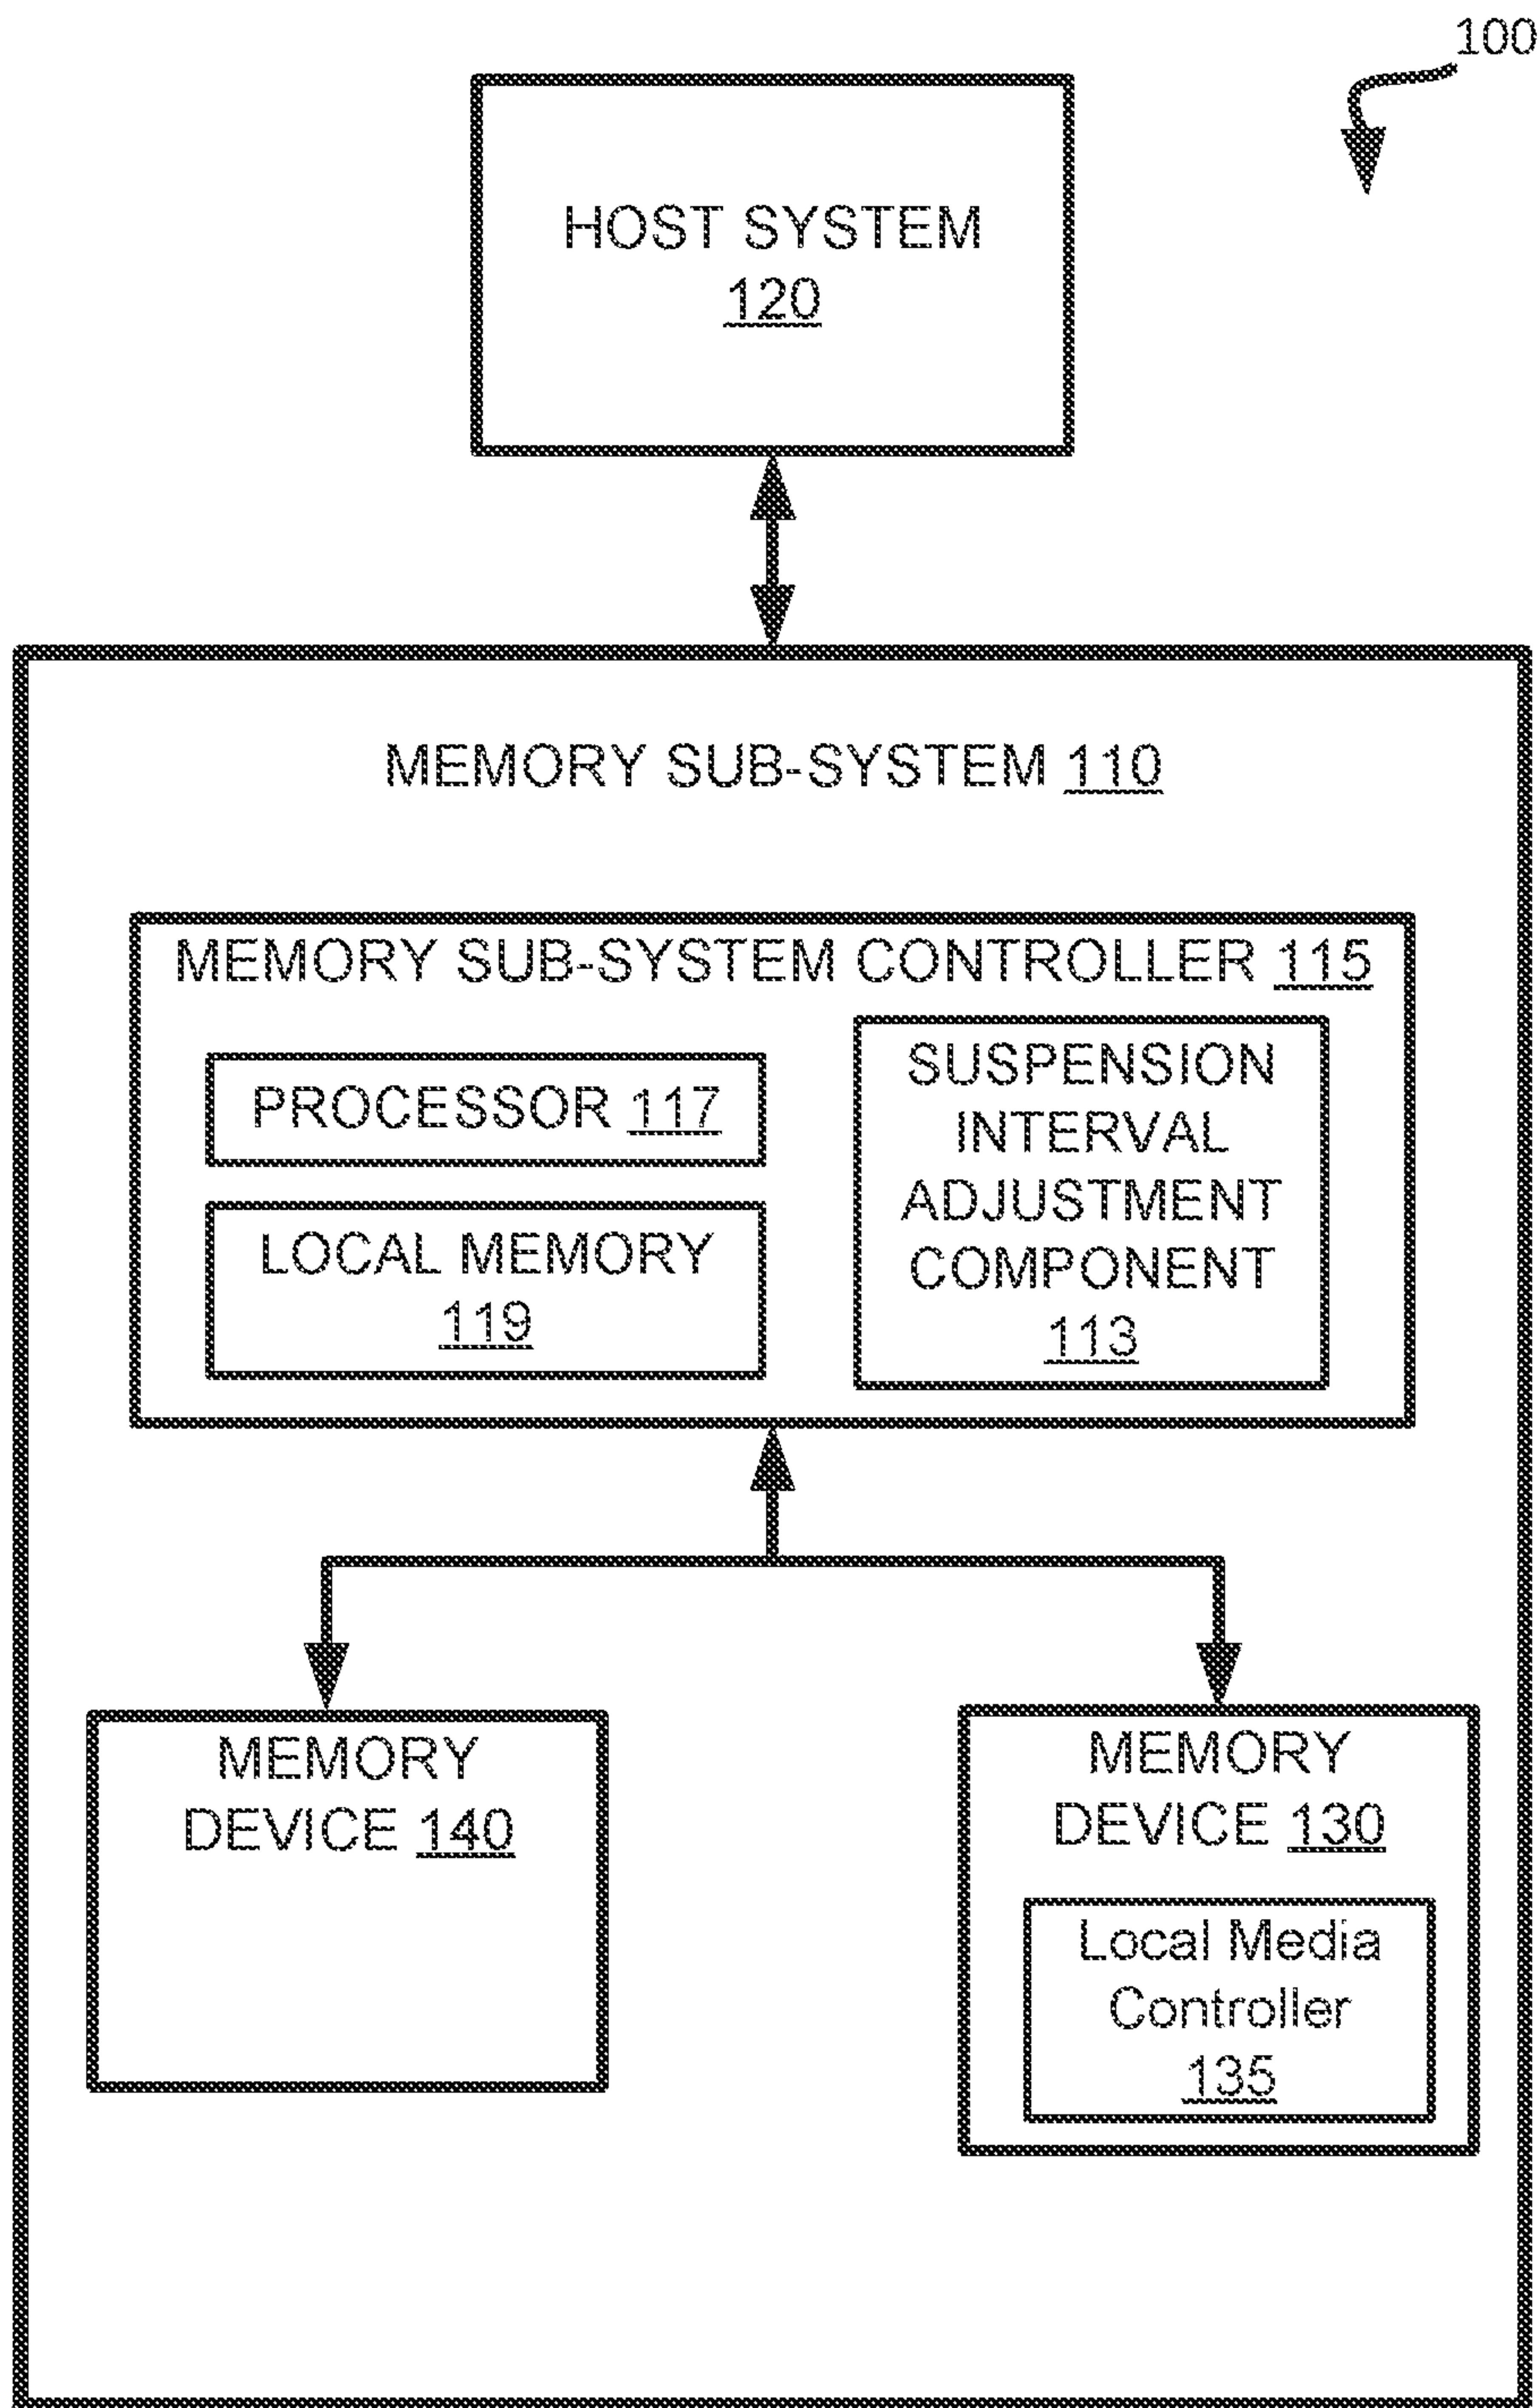 100
HOST SYSTEM
120
MEMORY SUB-SYSTEM 110
MEMORY SUB-SYSTEM CONTROLLER 115
PROCESSOR 117
LOCAL MEMORY
119
SUSPENSION
INTERVAL
ADJUSTMENT
COMPONENT
113
MEMORY
DEVICE 140
MEMORY
DEVICE 130
Local Media
Controller
135